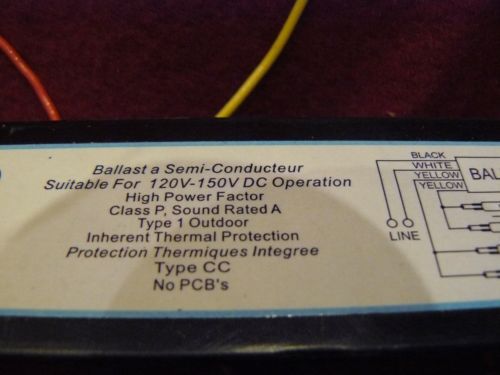 Ballast a Semi-Conducteur
Suitable For 120V-150V DC Operation
High Power Factor
Class P, Sound Rated A
Type 1 Outdoor
Inherent Thermal Protection
Protection Thermiques Integree
Type CC
No PCB's
BLACK
WHITE
YELLOW
YELLOW
BAL
LINE